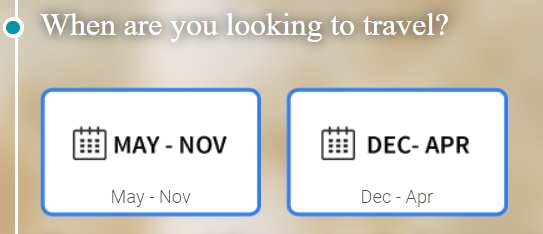 When are you looking to travel?
MAY - NOV
May - Nov
DEC- APR
Dec - Apr